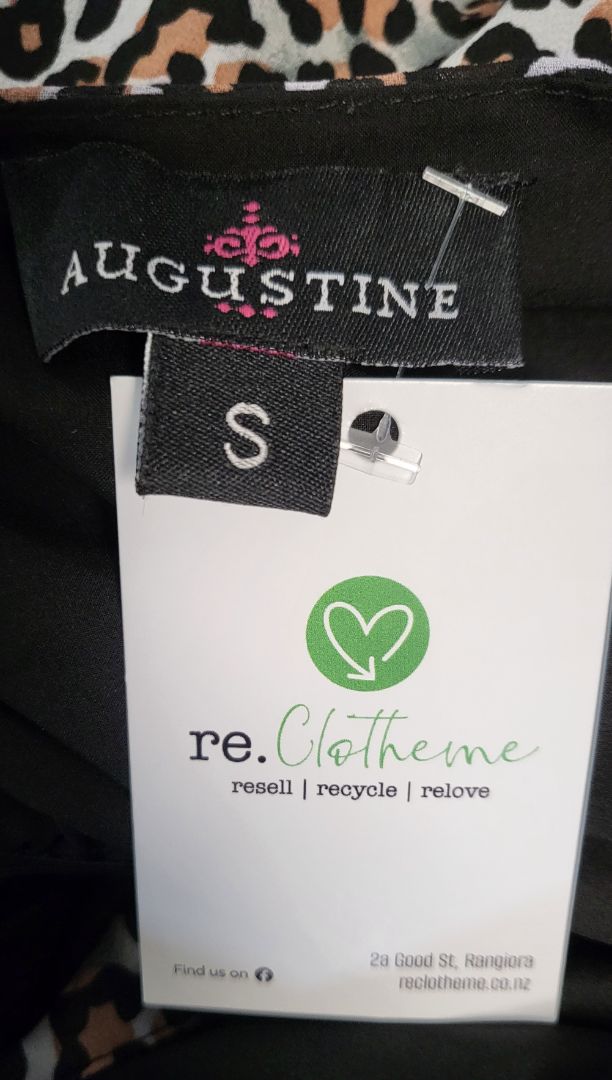 AUGUSTINE
S
re.Clotheme
resell | recycle | relove
Find us on
2a Good St, Rangiora
reclotheme.co.nz